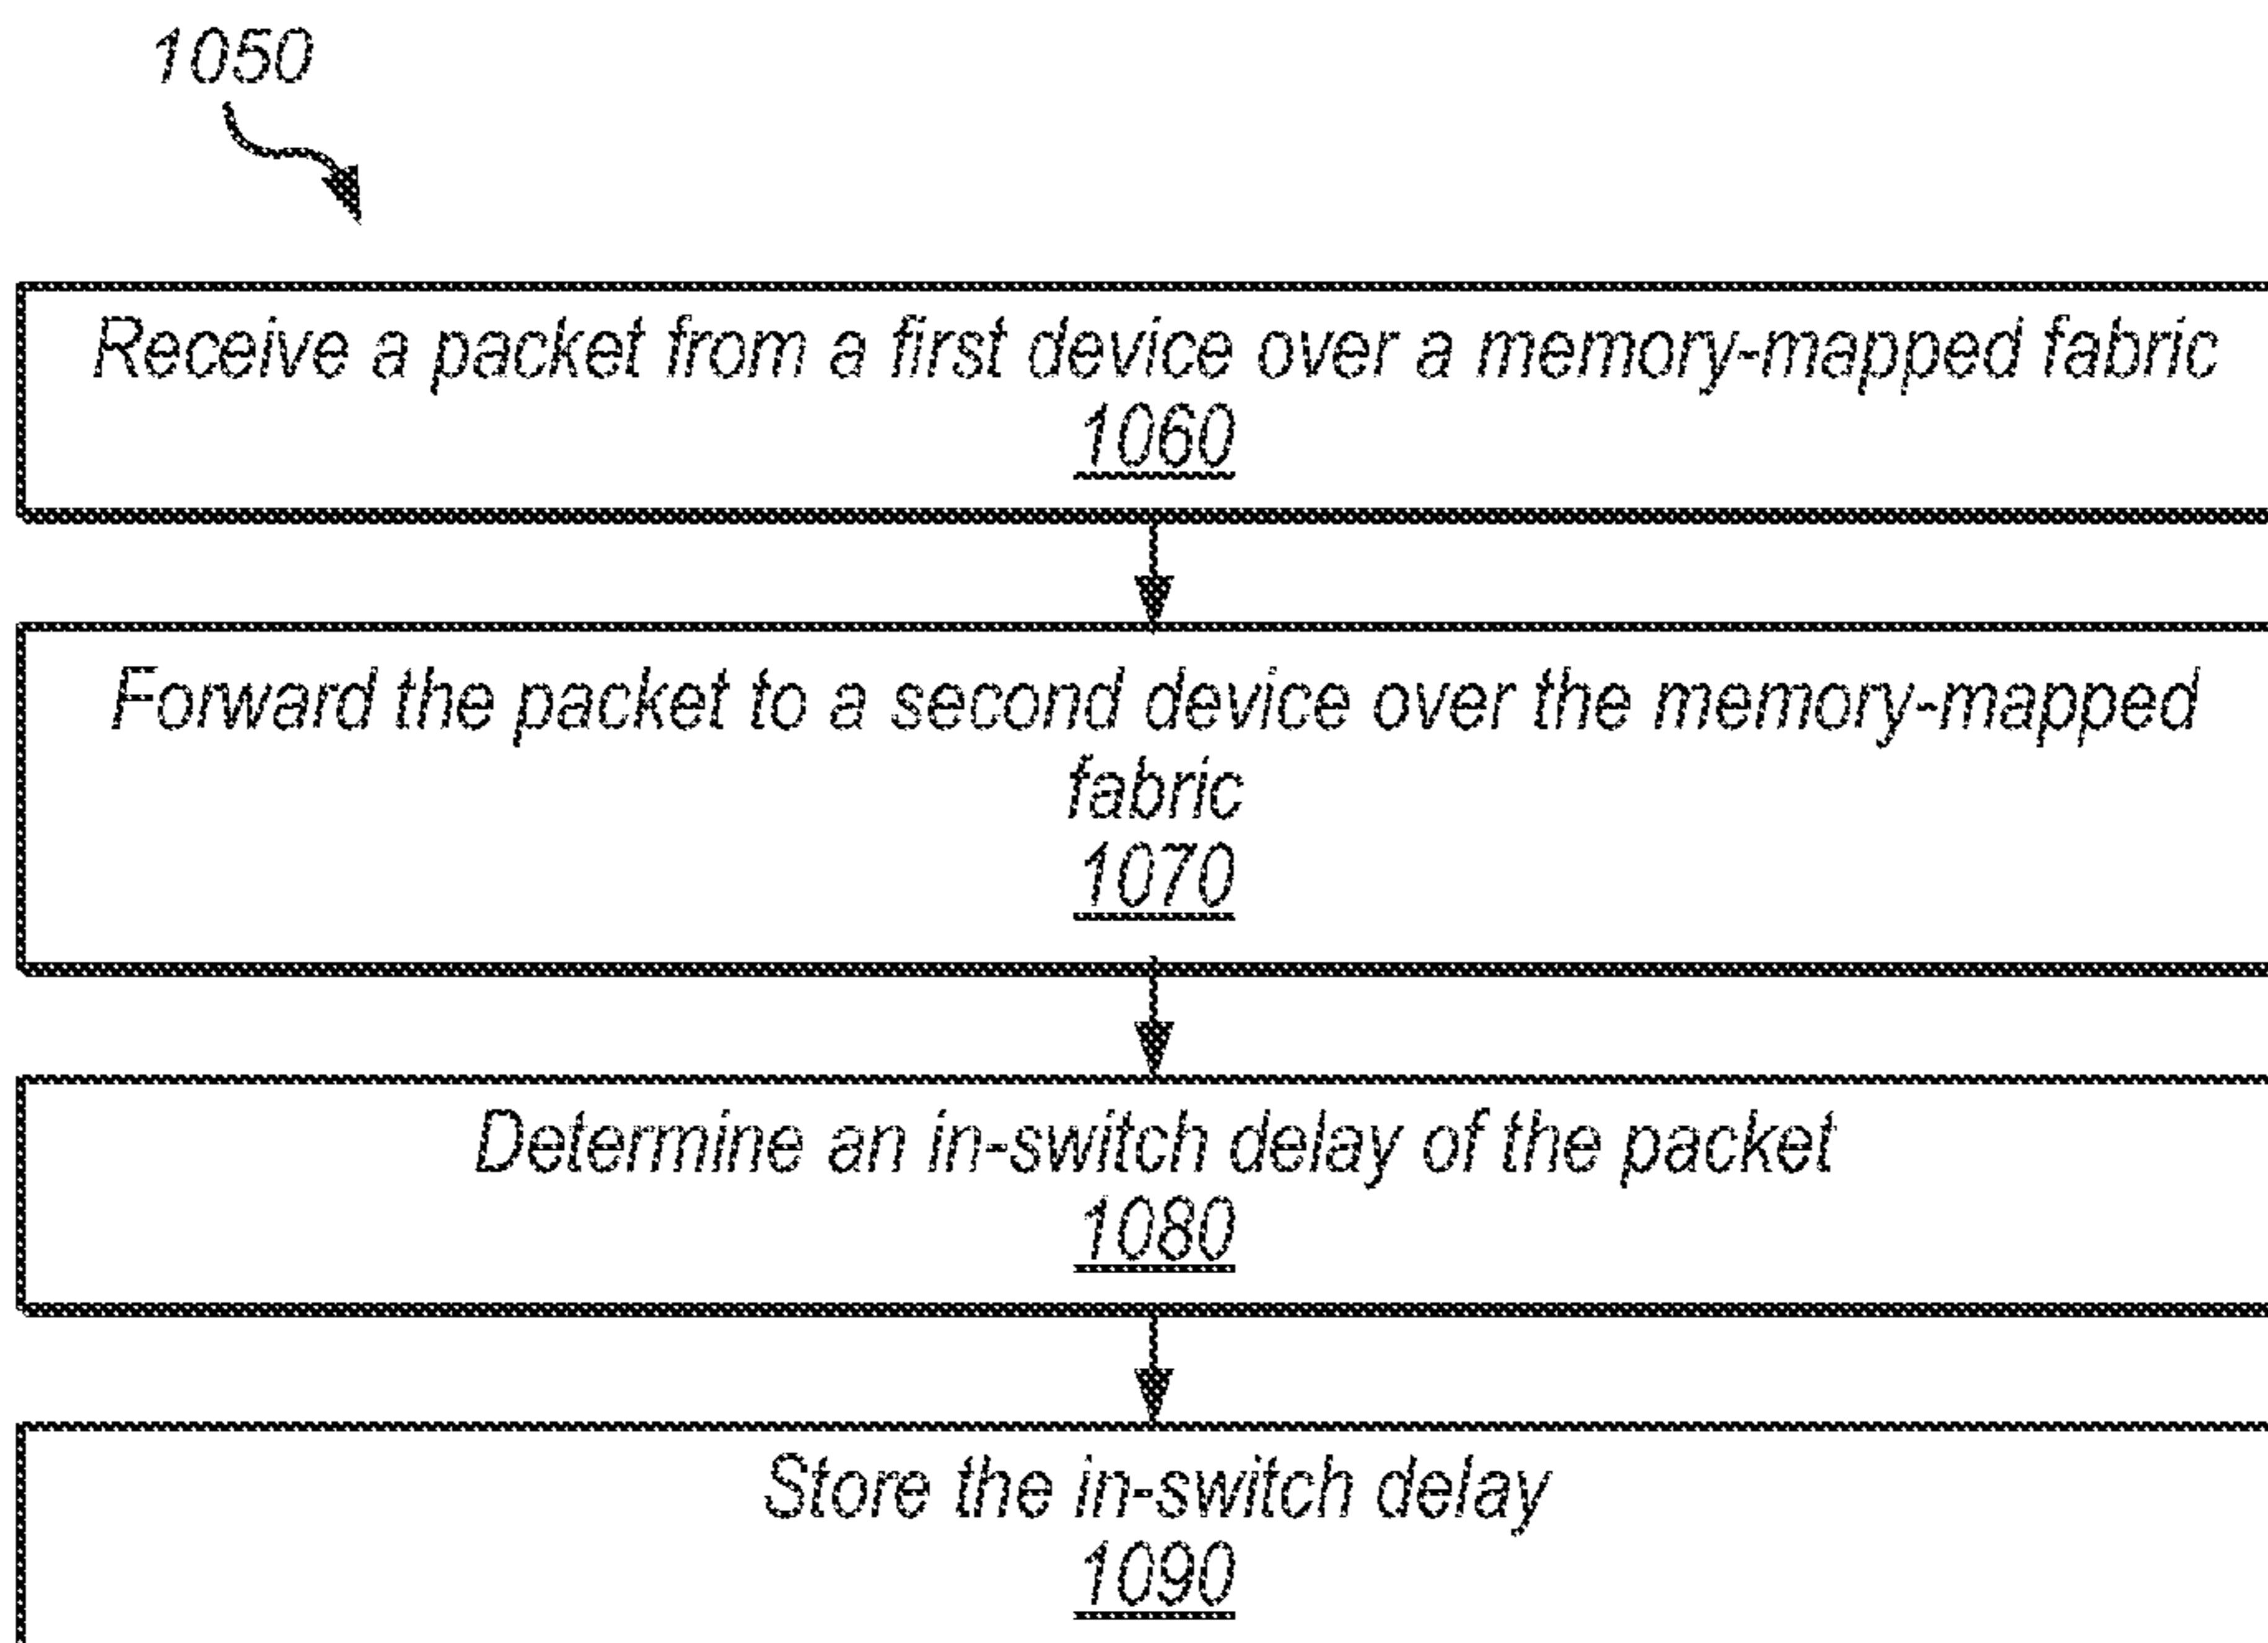 1050
Receive a packet from a first device over a memory-mapped fabric
1060
Forward the packet to a second device over the memory-mapped
fabric
1070
Determine an in-switch delay of the packet
1080
Store the in-switch delay
1090